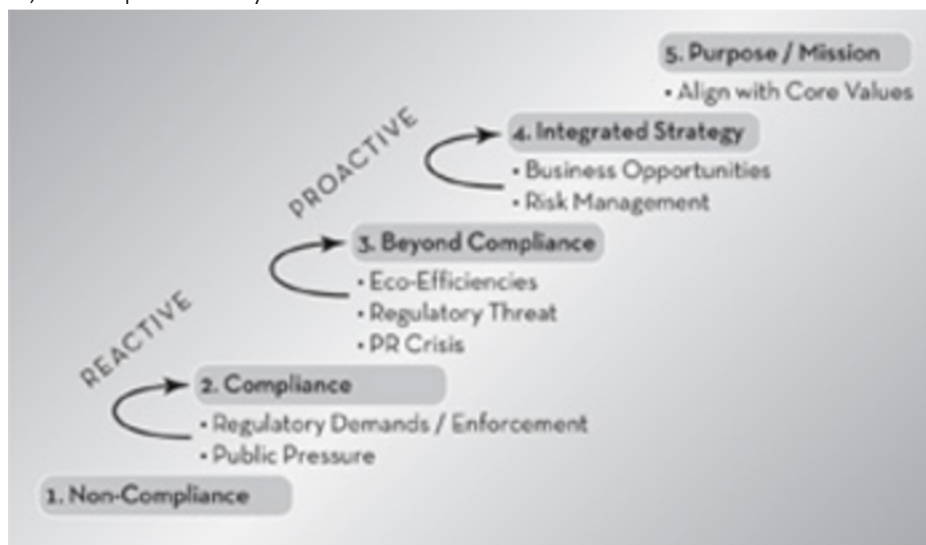 5. Purpose / Mission
• Align with Core Values
PROACTIVE
4. Integrated Strategy
• Business Opportunities
• Risk Management
3. Beyond Compliance
• Eco-Efficiencies
• Regulatory Threat
• PR Crisis
REACTIVE
2. Compliance
• Regulatory Demands / Enforcement
• Public Pressure
1. Non-Compliance